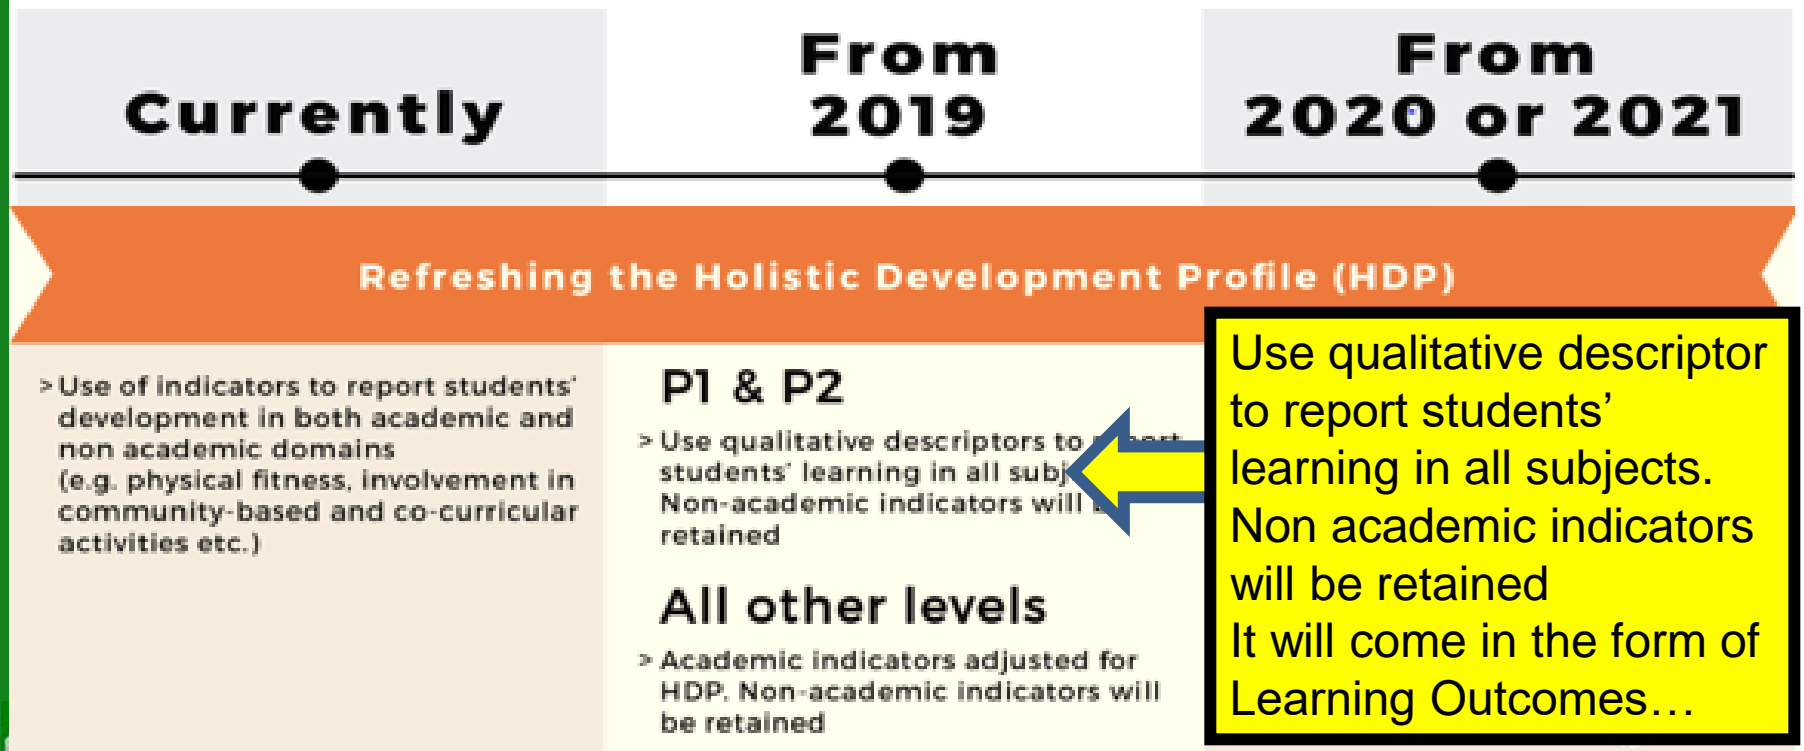 Currently
From
2019
From
2020 or 2021
Refreshing the Holistic Development Profile (HDP)
> Use of indicators to report students'
development in both academic and
non academic domains
(e.g. physical fitness, involvement in
community-based and co-curricular
activities etc.)
P1 & P2
> Use qualitative descriptors to
students' learning in all
Non-academic indicators will
retained
All other levels
> Academic indicators adjusted for
HDP. Non-academic indicators will
be retained
Use qualitative descriptor
to report students’
learning in all subjects.
Non academic indicators
will be retained
It will come in the form of
Learning Outcomes…